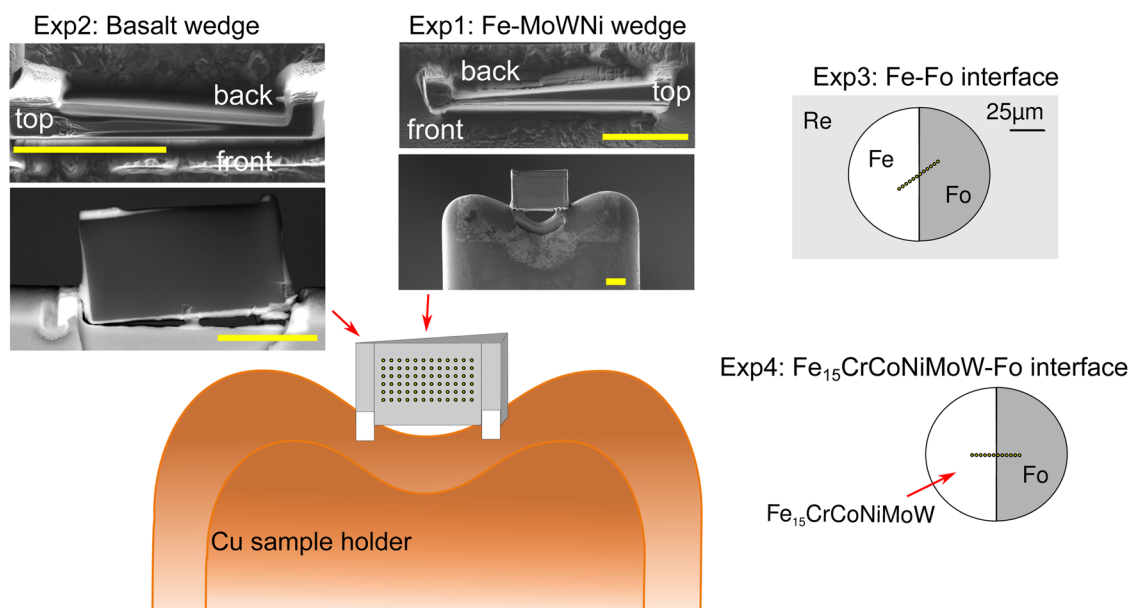 Exp2: Basalt wedge
back
top
front
Exp1: Fe-MoWNi wedge
back
top
front
Exp3: Fe-Fo interface
Re
25μm
Fe
Fo
Exp4: Fe₁₅CrCoNiMoW-Fo interface
Fo
Fe₁₅CrCoNiMoW
Cu sample holder